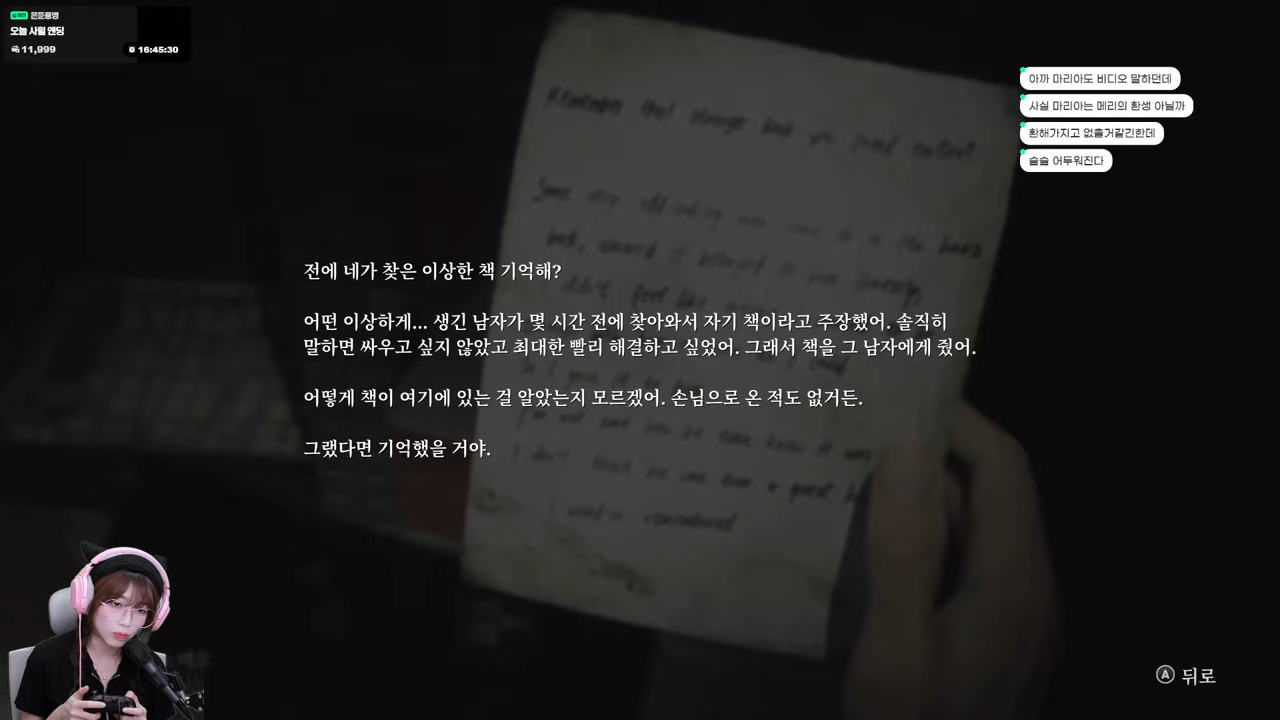 은둔용병
오늘 사힐 엔딩
11,999
16:45:30
아까 마리아도 비디오 말하던데
사실 마리아는 메리의 환생 아닐까
환해가지고 없을거같긴한데
슬슬 어두워진다
Remember that strange book you found earlier?
전에 네가 찾은 이상한 책 기억해?
어떤 이상하게... 생긴 남자가 몇 시간 전에 찾아와서 자기 책이라고 주장했어. 솔직히
말하면 싸우고 싶지 않았고 최대한 빨리 해결하고 싶었어. 그래서 책을 그 남자에게 줬어.
어떻게 책이 여기에 있는 걸 알았는지 모르겠어. 손님으로 온 적도 없거든.
그랬다면 기억했을 거야.
A 뒤로